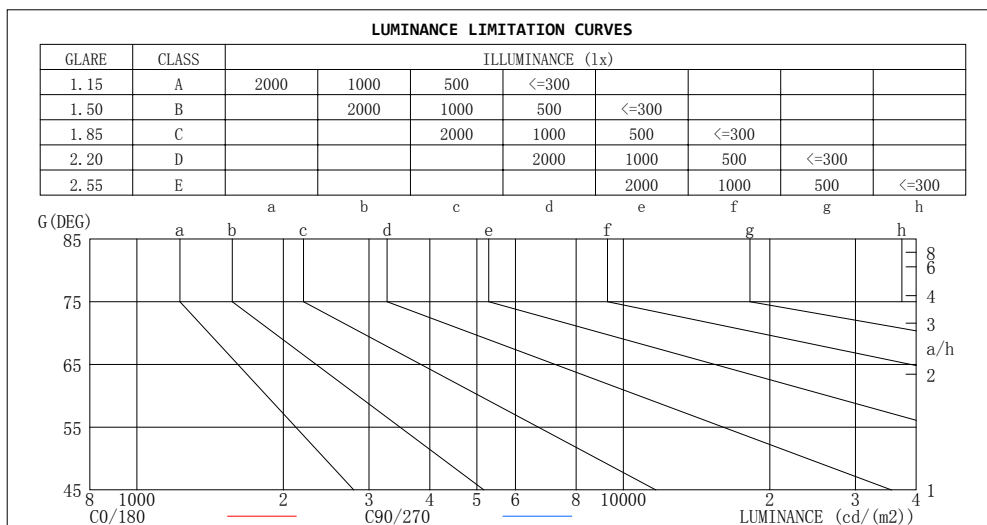 LUMINANCE LIMITATION CURVES
GLARE CLASS ILLUMINANCE (lx)
1.15 A 2000 1000 500 <=300
1.50 B 2000 1000 500 <=300
1.85 C 2000 1000 500 <=300
2.20 D 2000 1000 500 <=300
2.55 E 2000 1000 500 <=300
a b c d e f g h
G(DEG)
a b c d e f g h
85
8
6
75
4
3
a/h
65
2
55
45
1
8 1000 2 3 4 5 6 8 10000 2 3 4
C0/180 C90/270 LUMINANCE (cd/(m2))